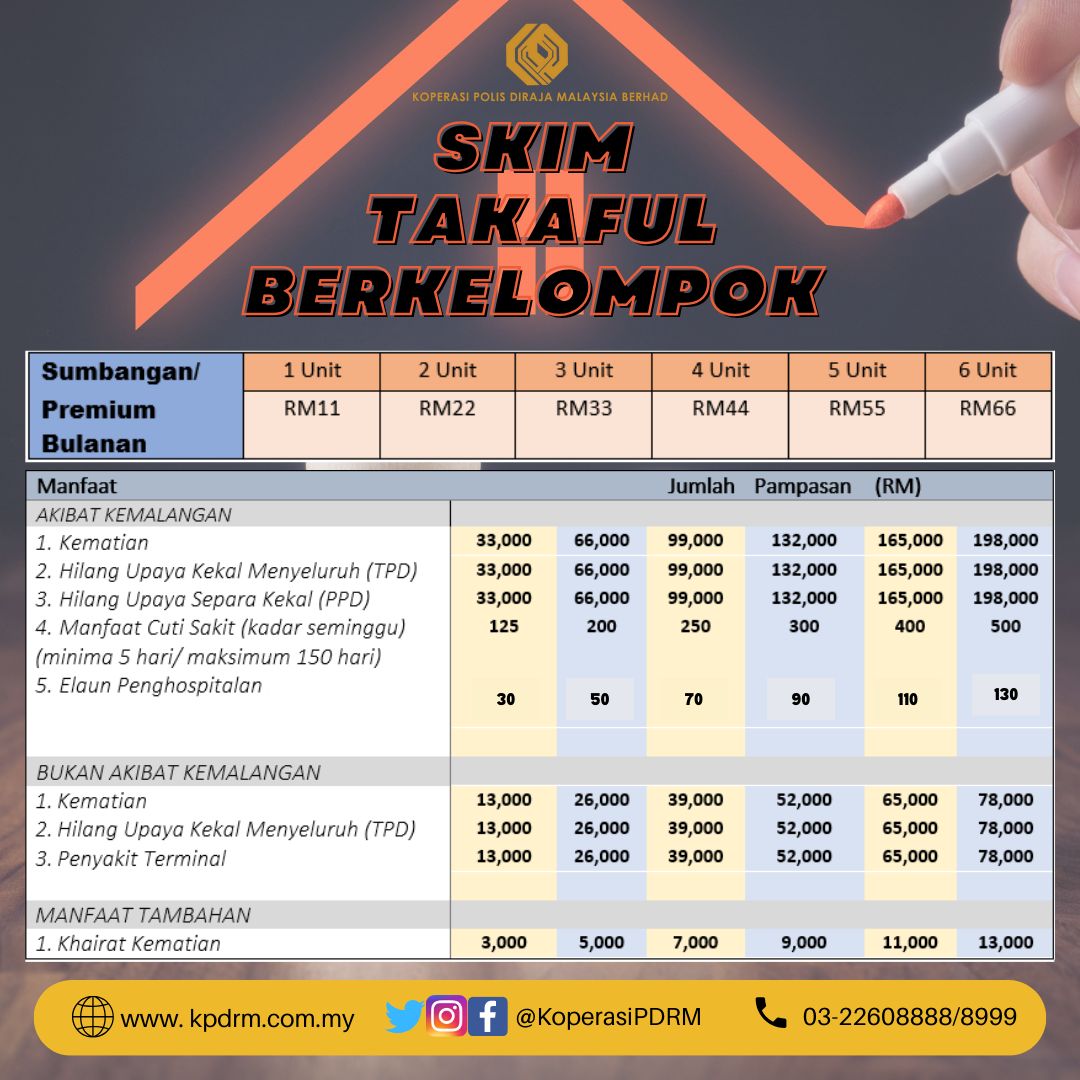 KOPERASI POLIS DIRAJA MALAYSIA BERHAD
SKIM
TAKAFUL
BERKELOMPOK
Sumbangan/ 1 Unit 2 Unit 3 Unit 4 Unit 5 Unit 6 Unit
Premium RM11 RM22 RM33 RM44 RM55 RM66
Bulanan
Manfaat Jumlah Pampasan (RM)
AKIBAT KEMALANGAN
1. Kematian 33,000 66,000 99,000 132,000 165,000 198,000
2. Hilang Upaya Kekal Menyeluruh (TPD) 33,000 66,000 99,000 132,000 165,000 198,000
3. Hilang Upaya Separa Kekal (PPD) 33,000 66,000 99,000 132,000 165,000 198,000
4. Manfaat Cuti Sakit (kadar seminggu) 125 200 250 300 400 500
(minima 5 hari/ maksimum 150 hari)
5. Elaun Penghospitalan 30 50 70 90 110 130
BUKAN AKIBAT KEMALANGAN
1. Kematian 13,000 26,000 39,000 52,000 65,000 78,000
2. Hilang Upaya Kekal Menyeluruh (TPD) 13,000 26,000 39,000 52,000 65,000 78,000
3. Penyakit Terminal 13,000 26,000 39,000 52,000 65,000 78,000
MANFAAT TAMBAHAN
1. Khairat Kematian 3,000 5,000 7,000 9,000 11,000 13,000
www. kpdrm.com.my @KoperasiPDRM 03-22608888/8999